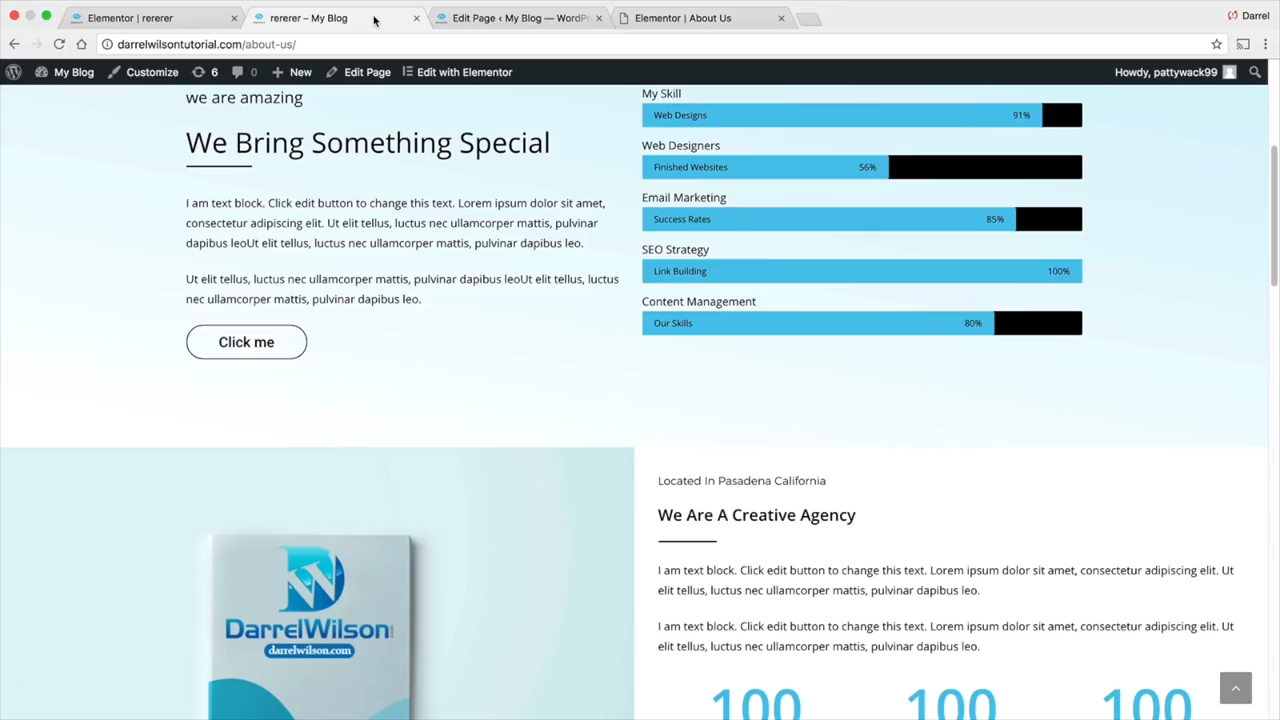 Elementor | rererer
rererer – My Blog
Edit Page ‹ My Blog — WordPr
Elementor | About Us
Darrel
darrelwilsontutorial.com/about-us/
My Blog
Customize
6
0
New
Edit Page
Edit with Elementor
Howdy, pattywack99
we are amazing
We Bring Something Special
I am text block. Click edit button to change this text. Lorem ipsum dolor sit amet,
consectetur adipiscing elit. Ut elit tellus, luctus nec ullamcorper mattis, pulvinar
dapibus leoUt elit tellus, luctus nec ullamcorper mattis, pulvinar dapibus leo.
Ut elit tellus, luctus nec ullamcorper mattis, pulvinar dapibus leoUt elit tellus, luctus
nec ullamcorper mattis, pulvinar dapibus leo.
Click me
My Skill
Web Designs 91%
Web Designers
Finished Websites 56%
Email Marketing
Success Rates 85%
SEO Strategy
Link Building 100%
Content Management
Our Skills 80%
DW
DarrelWilson
darrelwilson.com
Located In Pasadena California
We Are A Creative Agency
I am text block. Click edit button to change this text. Lorem ipsum dolor sit amet, consectetur adipiscing elit. Ut
elit tellus, luctus nec ullamcorper mattis, pulvinar dapibus leo.
I am text block. Click edit button to change this text. Lorem ipsum dolor sit amet, consectetur adipiscing elit. Ut
elit tellus, luctus nec ullamcorper mattis, pulvinar dapibus leo.
100 100 100